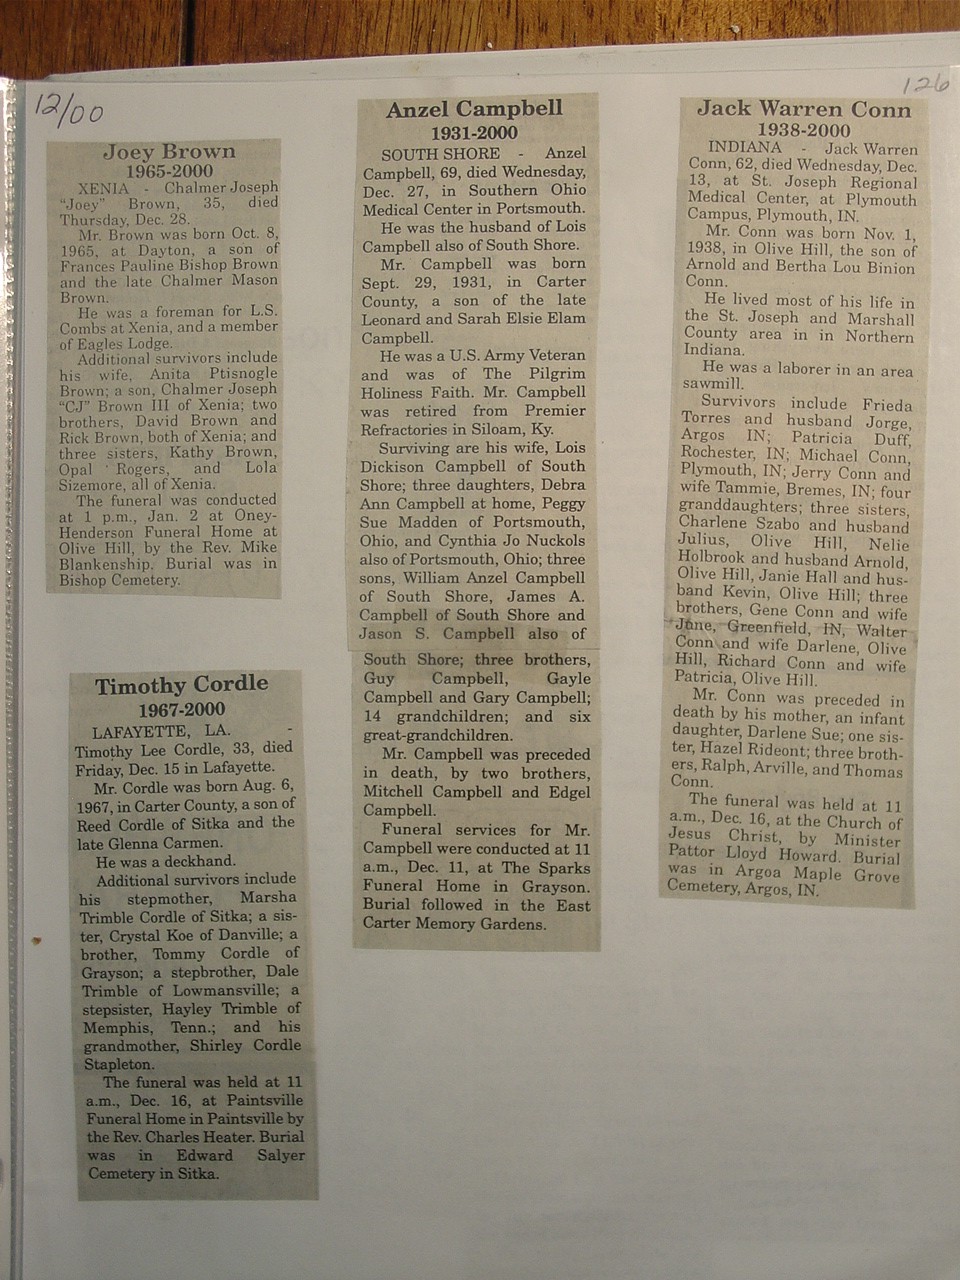 12/00
126
Joey Brown
1965-2000
XENIA - Chalmer Joseph
"Joey" Brown, 35, died
Thursday, Dec. 28.
Mr. Brown was born Oct. 8,
1965, at Dayton, a son of
Frances Pauline Bishop Brown
and the late Chalmer Mason
Brown.
He was a foreman for L.S.
Combs at Xenia, and a member
of Eagles Lodge.
Additional survivors include
his wife, Anita Ptisnogle
Brown; a son, Chalmer Joseph
"CJ" Brown III of Xenia; two
brothers, David Brown and
Rick Brown, both of Xenia; and
three sisters, Kathy Brown,
Opal Rogers, and Lola
Sizemore, all of Xenia.
The funeral was conducted
at 1 p.m., Jan. 2 at Oney-
Henderson Funeral Home at
Olive Hill, by the Rev. Mike
Blankenship. Burial was in
Bishop Cemetery.
Timothy Cordle
1967-2000
LAFAYETTE, LA. -
Timothy Lee Cordle, 33, died
Friday, Dec. 15 in Lafayette.
Mr. Cordle was born Aug. 6,
1967, in Carter County, a son of
Reed Cordle of Sitka and the
late Glenna Carmen.
He was a deckhand.
Additional survivors include
his stepmother, Marsha
Trimble Cordle of Sitka; a sis-
ter, Crystal Koe of Danville; a
brother, Tommy Cordle of
Grayson; a stepbrother, Dale
Trimble of Lowmansville; a
stepsister, Hayley Trimble of
Memphis, Tenn.; and his
grandmother, Shirley Cordle
Stapleton.
The funeral was held at 11
a.m., Dec. 16, at Paintsville
Funeral Home in Paintsville by
the Rev. Charles Heater. Burial
was in Edward Salyer
Cemetery in Sitka.
Anzel Campbell
1931-2000
SOUTH SHORE - Anzel
Campbell, 69, died Wednesday,
Dec. 27, in Southern Ohio
Medical Center in Portsmouth.
He was the husband of Lois
Campbell also of South Shore.
Mr. Campbell was born
Sept. 29, 1931, in Carter
County, a son of the late
Leonard and Sarah Elsie Elam
Campbell.
He was a U.S. Army Veteran
and was of The Pilgrim
Holiness Faith. Mr. Campbell
was retired from Premier
Refractories in Siloam, Ky.
Surviving are his wife, Lois
Dickison Campbell of South
Shore; three daughters, Debra
Ann Campbell at home, Peggy
Sue Madden of Portsmouth,
Ohio, and Cynthia Jo Nuckols
also of Portsmouth, Ohio; three
sons, William Anzel Campbell
of South Shore, James A.
Campbell of South Shore and
Jason S. Campbell also of
South Shore; three brothers,
Guy Campbell, Gayle
Campbell and Gary Campbell;
14 grandchildren; and six
great-grandchildren.
Mr. Campbell was preceded
in death, by two brothers,
Mitchell Campbell and Edgel
Campbell.
Funeral services for Mr.
Campbell were conducted at 11
a.m., Dec. 11, at The Sparks
Funeral Home in Grayson.
Burial followed in the East
Carter Memory Gardens.
Jack Warren Conn
1938-2000
INDIANA - Jack Warren
Conn, 62, died Wednesday, Dec.
13, at St. Joseph Regional
Medical Center, at Plymouth
Campus, Plymouth, IN.
Mr. Conn was born Nov. 1,
1938, in Olive Hill, the son of
Arnold and Bertha Lou Binion
Conn.
He lived most of his life in
the St. Joseph and Marshall
County area in in Northern
Indiana.
He was a laborer in an area
sawmill.
Survivors include Frieda
Torres and husband Jorge,
Argos IN; Patricia Duff,
Rochester, IN; Michael Conn,
Plymouth, IN; Jerry Conn and
wife Tammie, Bremes, IN; four
granddaughters; three sisters,
Charlene Szabo and husband
Julius, Olive Hill, Nelie
Holbrook and husband Arnold,
Olive Hill, Janie Hall and hus-
band Kevin, Olive Hill; three
brothers, Gene Conn and wife
Jane, Greenfield, IN, Walter
Conn and wife Darlene, Olive
Hill, Richard Conn and wife
Patricia, Olive Hill.
Mr. Conn was preceded in
death by his mother, an infant
daughter, Darlene Sue; one sis-
ter, Hazel Rideont; three broth-
ers, Ralph, Arville, and Thomas
Conn.
The funeral was held at 11
a.m., Dec. 16, at the Church of
Jesus Christ, by Minister
Pattor Lloyd Howard. Burial
was in Argoa Maple Grove
Cemetery, Argos, IN.